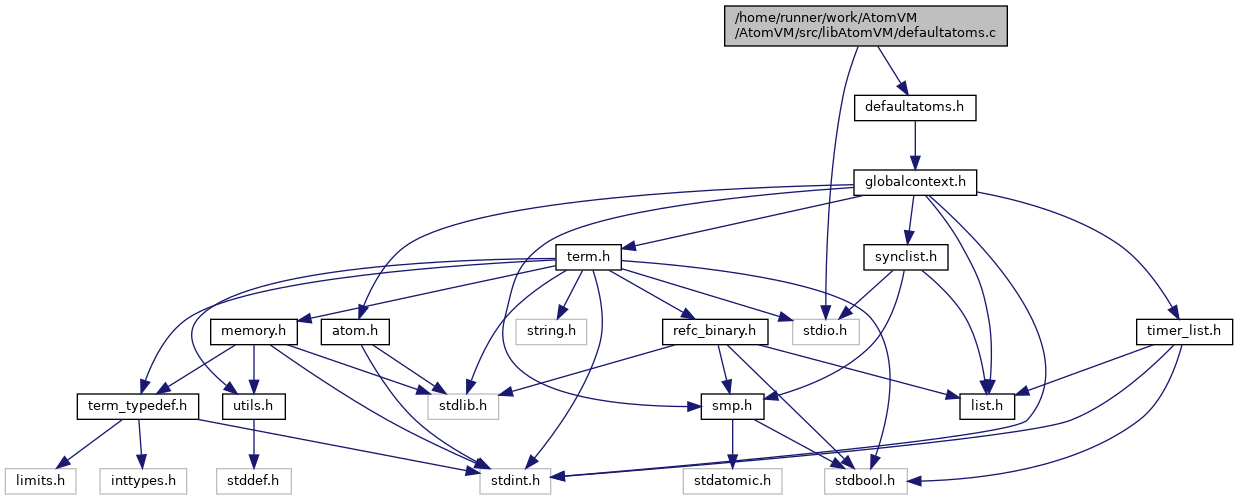 /home/runner/work/AtomVM
/AtomVM/src/libAtomVM/defaultatoms.c
defaultatoms.h
globalcontext.h
term.h
synclist.h
memory.h
atom.h
string.h
refc_binary.h
stdio.h
timer_list.h
term_typedef.h
utils.h
stdlib.h
smp.h
list.h
limits.h
inttypes.h
stddef.h
stdint.h
stdatomic.h
stdbool.h